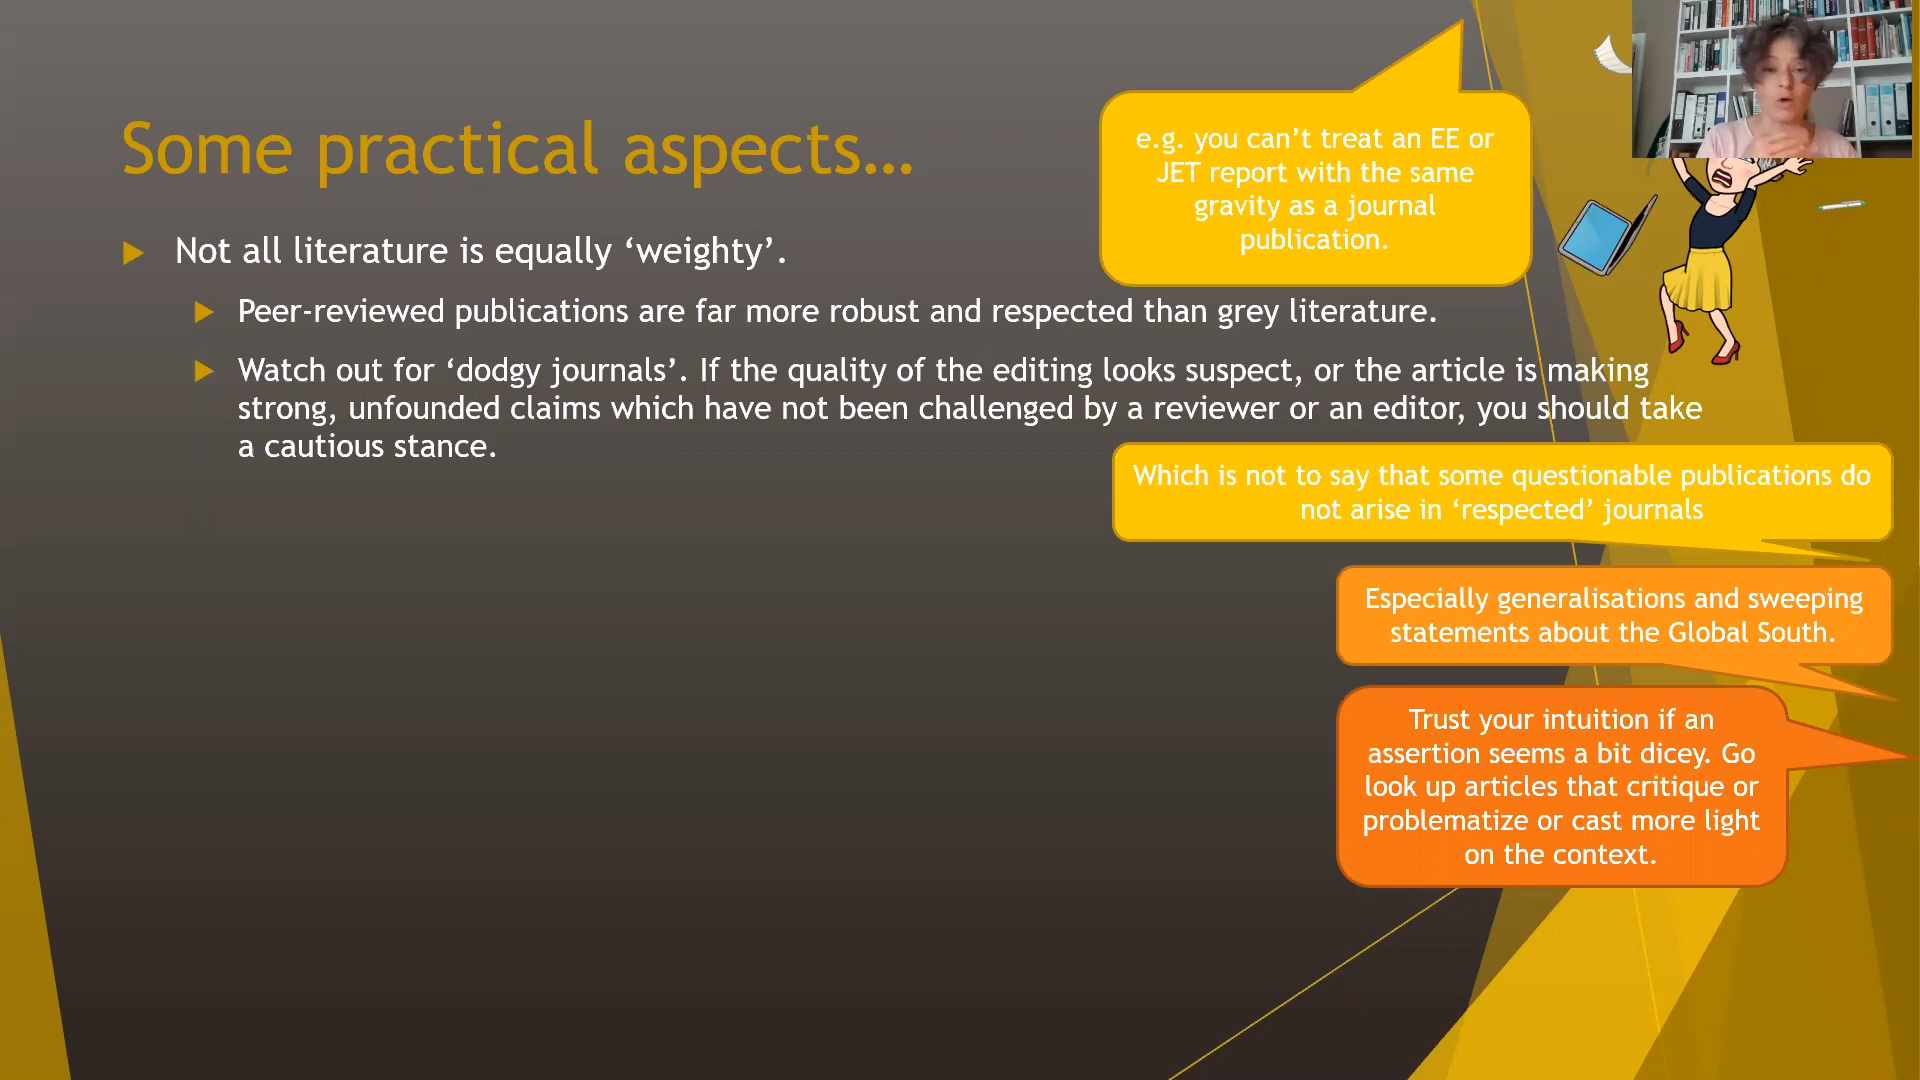 Some practical aspects…
Not all literature is equally ‘weighty’.
Peer-reviewed publications are far more robust and respected than grey literature.
Watch out for ‘dodgy journals’. If the quality of the editing looks suspect, or the article is making
strong, unfounded claims which have not been challenged by a reviewer or an editor, you should take
a cautious stance.
e.g. you can’t treat an EE or
JET report with the same
gravity as a journal
publication.
Which is not to say that some questionable publications do
not arise in ‘respected’ journals
Especially generalisations and sweeping
statements about the Global South.
Trust your intuition if an
assertion seems a bit dicey. Go
look up articles that critique or
problematize or cast more light
on the context.